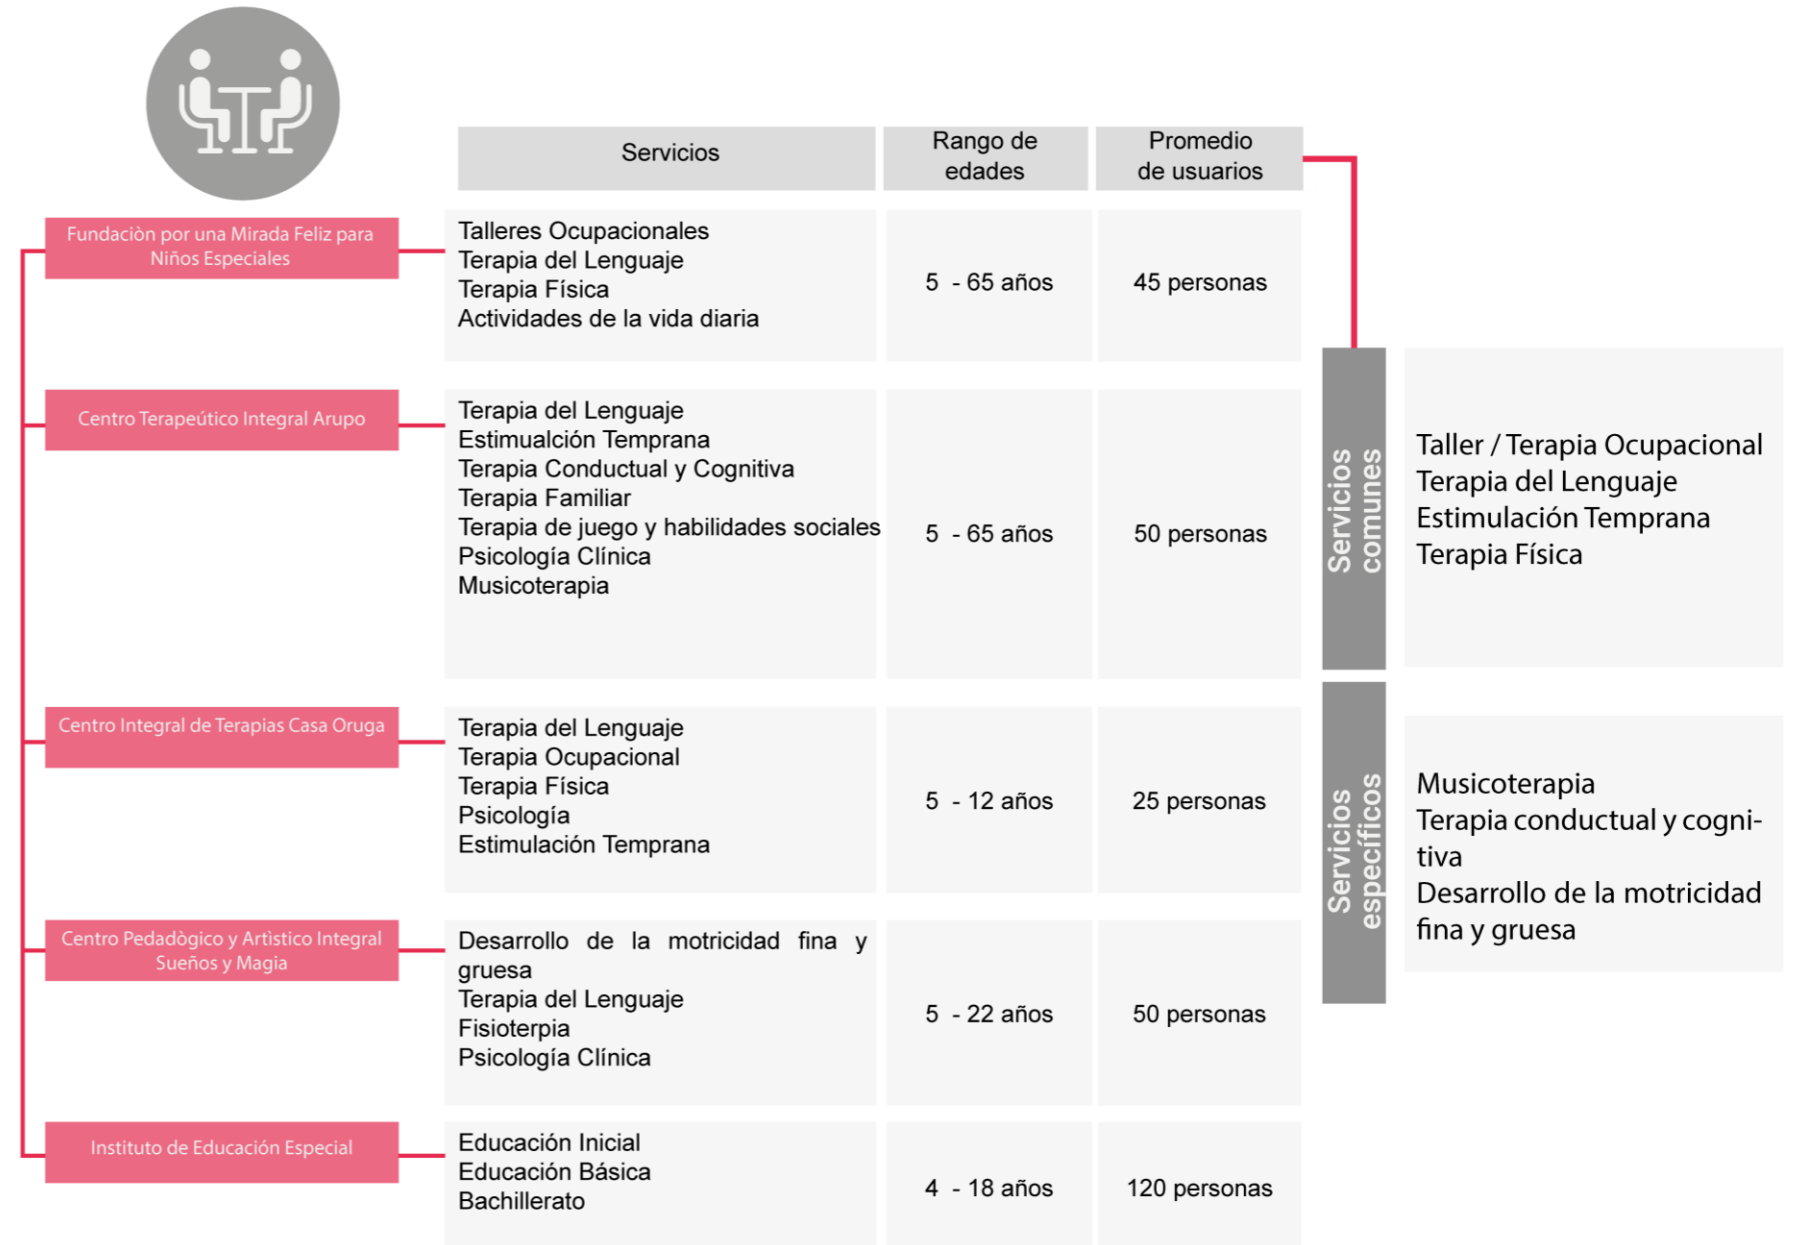 Servicios
Rango de
edades
Promedio
de usuarios
Fundaciòn por una Mirada Feliz para
Niños Especiales
Talleres Ocupacionales
Terapia del Lenguaje
Terapia Física
Actividades de la vida diaria
5 - 65 años
45 personas
Centro Terapeútico Integral Arupo
Terapia del Lenguaje
Estimualción Temprana
Terapia Conductual y Cognitiva
Terapia Familiar
Terapia de juego y habilidades sociales
Psicología Clínica
Musicoterapia
5 - 65 años
50 personas
Centro Integral de Terapias Casa Oruga
Terapia del Lenguaje
Terapia Ocupacional
Terapia Física
Psicología
Estimulación Temprana
5 - 12 años
25 personas
Centro Pedadògico y Artìstico Integral
Sueños y Magia
Desarrollo de la motricidad fina y
gruesa
Terapia del Lenguaje
Fisioterpia
Psicología Clínica
5 - 22 años
50 personas
Instituto de Educación Especial
Educación Inicial
Educación Básica
Bachillerato
4 - 18 años
120 personas
Servicios
comunes
Taller / Terapia Ocupacional
Terapia del Lenguaje
Estimulación Temprana
Terapia Física
Servicios
específicos
Musicoterapia
Terapia conductual y cogni-
tiva
Desarrollo de la motricidad
fina y gruesa